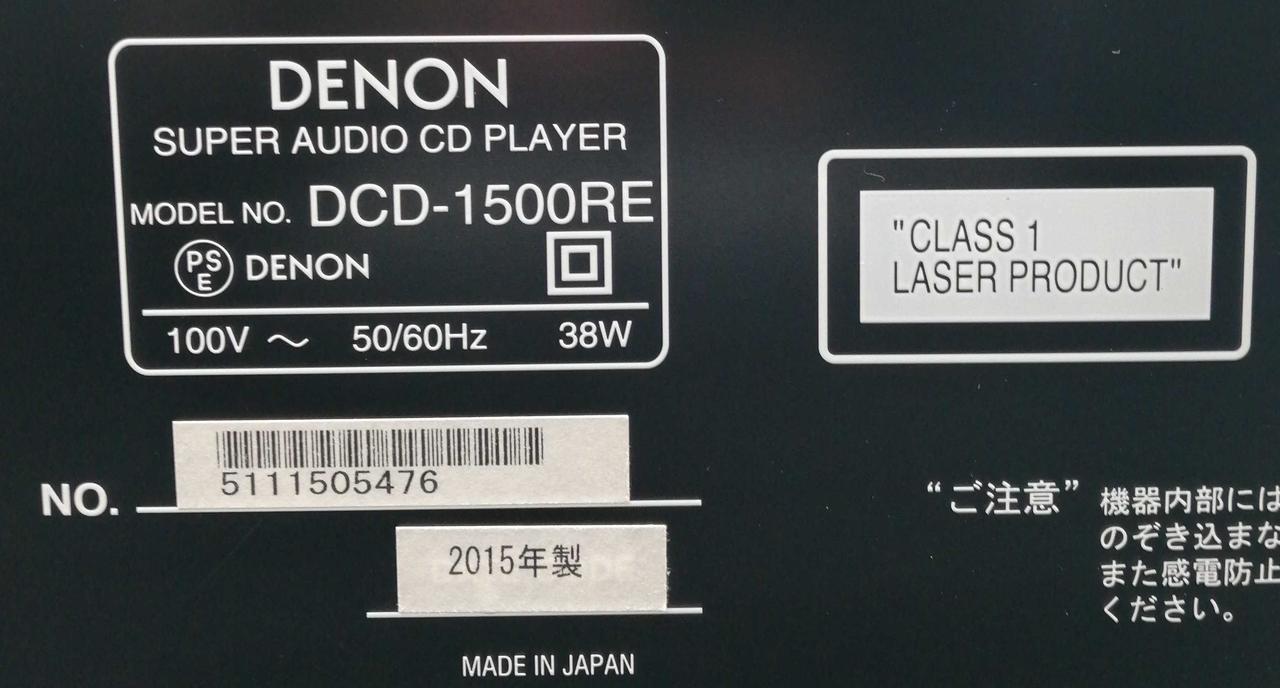 DENON
SUPER AUDIO CD PLAYER
MODEL NO. DCD-1500RE
PS
E
DENON
100V ～ 50/60Hz 38W
"CLASS 1
LASER PRODUCT"
NO. 5111505476
2015年製
MADE IN JAPAN
“ご注意” 機器内部には
のぞき込まな
また感電防止
ください。